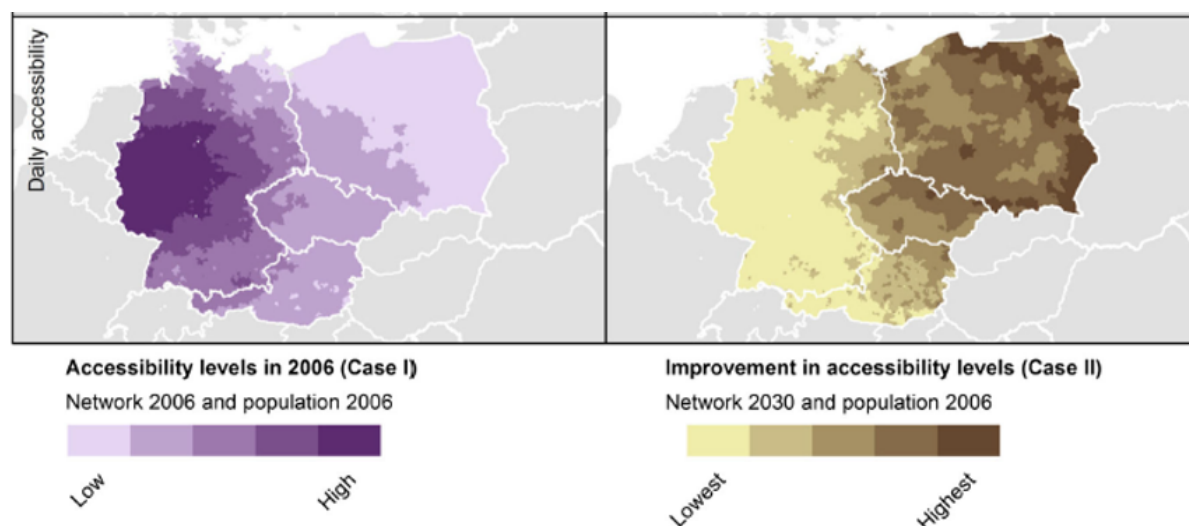 Daily accessibility
Accessibility levels in 2006 (Case I)
Network 2006 and population 2006
Low
High
Improvement in accessibility levels (Case II)
Network 2030 and population 2006
Lowest
Highest